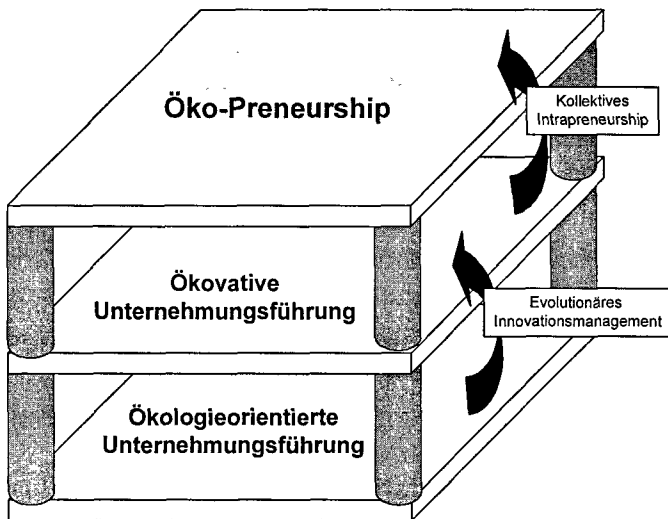 Öko-Preneurship
Kollektives
Intrapreneurship
Ökovative
Unternehmungsführung
Evolutionäres
Innovationsmanagement
Ökologieorientierte
Unternehmungsführung